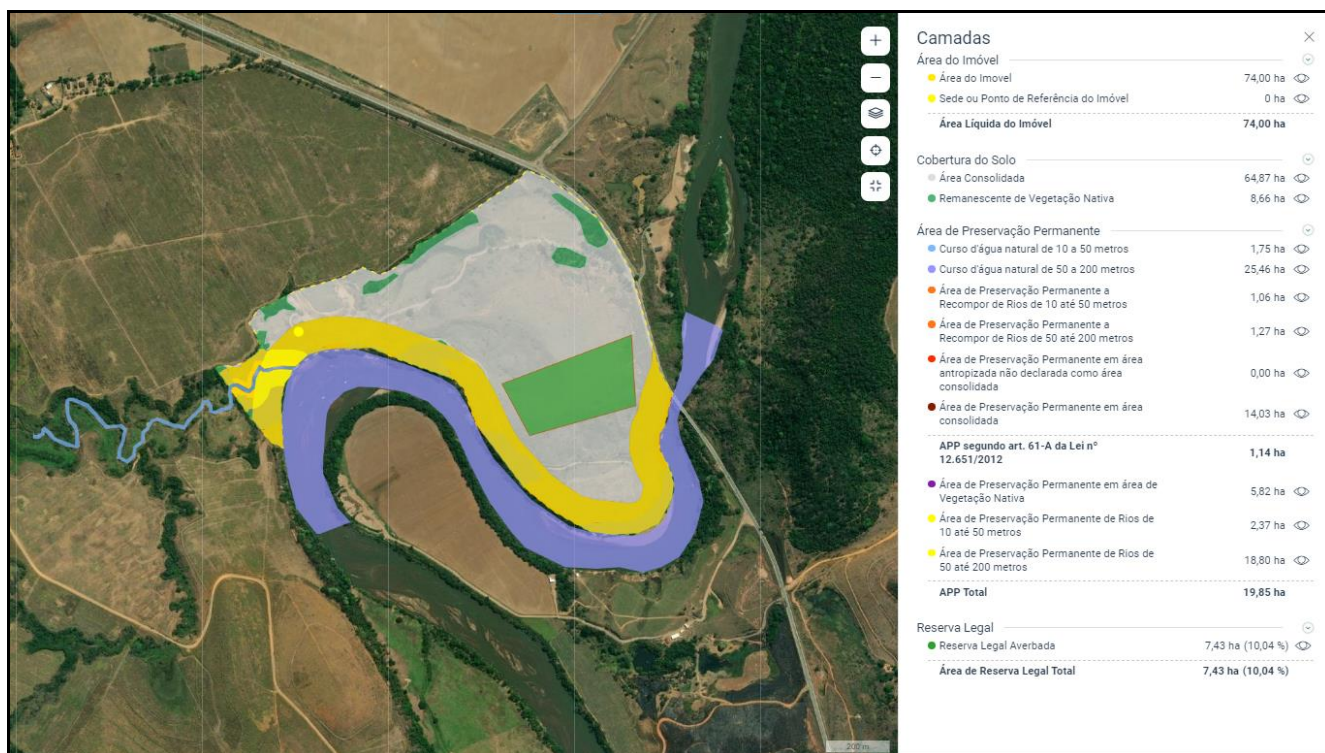 Camadas
Área do Imóvel
Área do Imovel 74,00 ha
Sede ou Ponto de Referência do Imóvel 0 ha
Área Líquida do Imóvel 74,00 ha
Cobertura do Solo
Área Consolidada 64,87 ha
Remanescente de Vegetação Nativa 8,66 ha
Área de Preservação Permanente
Curso d'água natural de 10 a 50 metros 1,75 ha
Curso d'água natural de 50 a 200 metros 25,46 ha
Área de Preservação Permanente a
Recompor de Rios de 10 até 50 metros 1,06 ha
Área de Preservação Permanente a
Recompor de Rios de 50 até 200 metros 1,27 ha
Área de Preservação Permanente em área
antropizada não declarada como área 0,00 ha
consolidada
Área de Preservação Permanente em área
consolidada 14,03 ha
APP segundo art. 61-A da Lei nº
12.651/2012 1,14 ha
Área de Preservação Permanente em área de
Vegetação Nativa 5,82 ha
Área de Preservação Permanente de Rios de
10 até 50 metros 2,37 ha
Área de Preservação Permanente de Rios de
50 até 200 metros 18,80 ha
APP Total 19,85 ha
Reserva Legal
Reserva Legal Averbada 7,43 ha (10,04 %)
Área de Reserva Legal Total 7,43 ha (10,04 %)
200 m